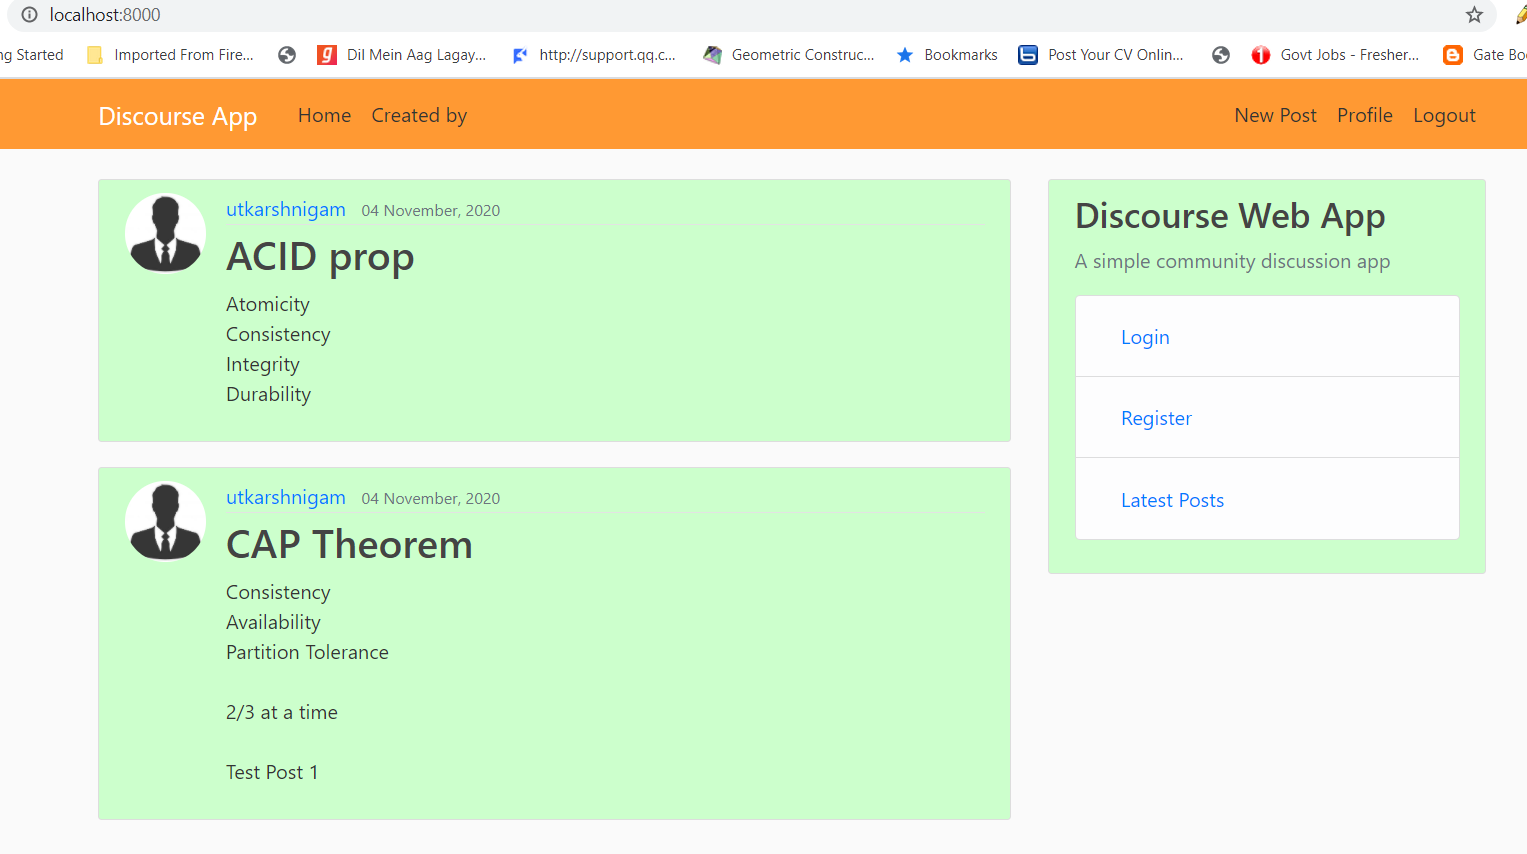 localhost:8000
ng Started Imported From Fire... Dil Mein Aag Lagay... http://support.qq.c... Geometric Construc... Bookmarks Post Your CV Onlin... Govt Jobs - Fresher... Gate Bo
Discourse App Home Created by New Post Profile Logout
utkarshnigam 04 November, 2020
ACID prop
Atomicity
Consistency
Integrity
Durability
utkarshnigam 04 November, 2020
CAP Theorem
Consistency
Availability
Partition Tolerance
2/3 at a time
Test Post 1
Discourse Web App
A simple community discussion app
Login
Register
Latest Posts